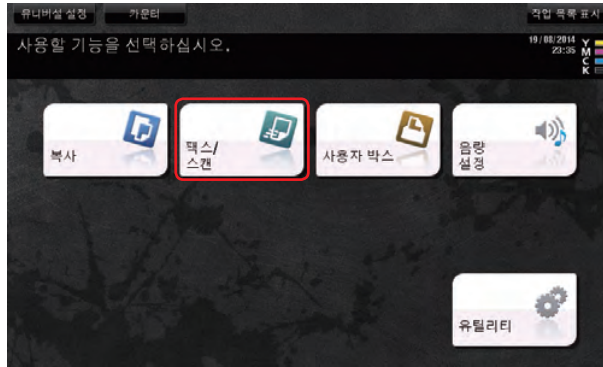 유니버설 설정
카운터
작업 목록 표시
사용할 기능을 선택하십시오.
19/08/2014
23:35
Y
M
C
K
복사
팩스/
스캔
사용자 박스
음량
설정
유틸리티